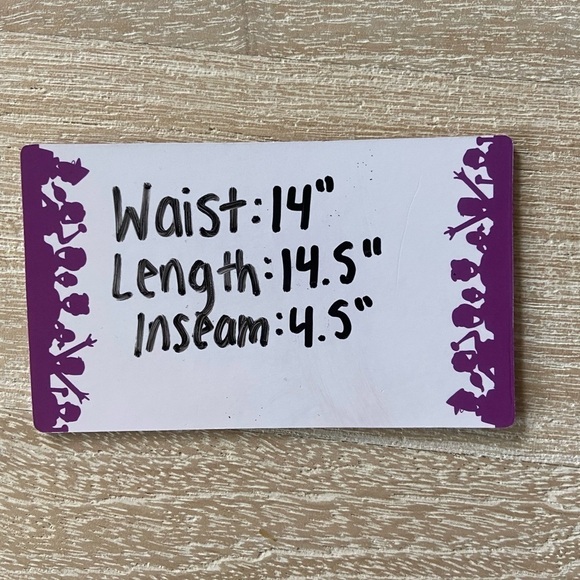 Waist: 14"
Length: 14.5"
Inseam: 4.5"